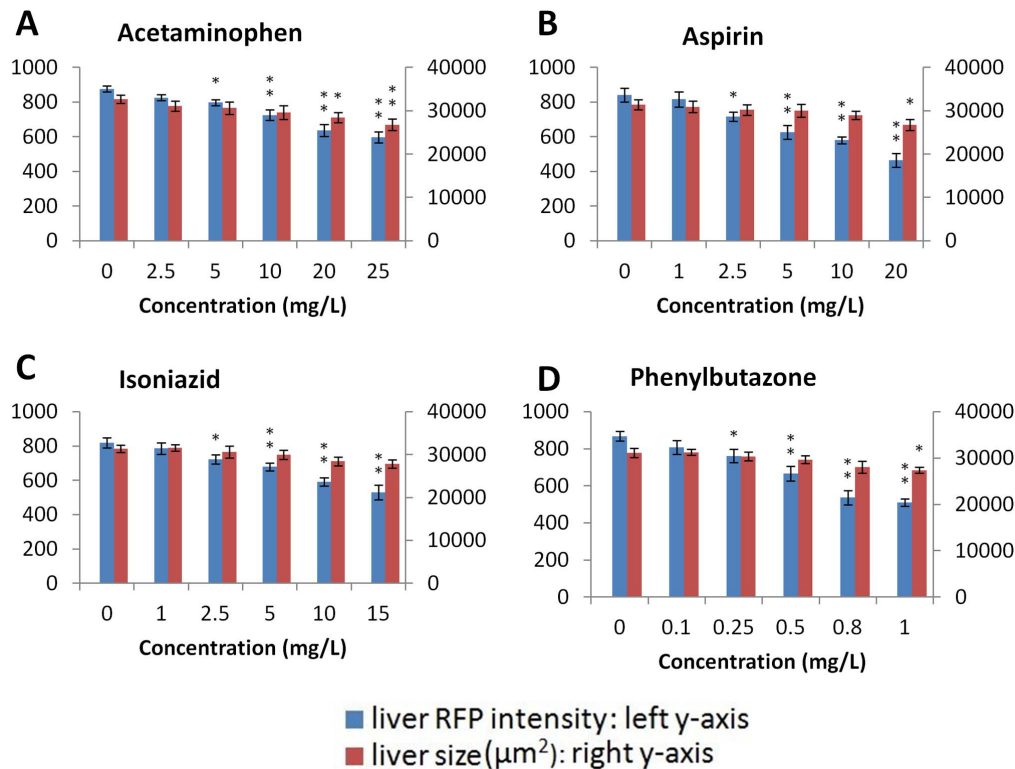 A
Acetaminophen
1000
800
600
400
200
0
40000
30000
20000
10000
0
* ** ** * ** **
0 2.5 5 10 20 25
Concentration (mg/L)
B
Aspirin
1000
800
600
400
200
0
40000
30000
20000
10000
0
* ** ** ** *
0 1 2.5 5 10 20
Concentration (mg/L)
C
Isoniazid
1000
800
600
400
200
0
40000
30000
20000
10000
0
* ** ** **
0 1 2.5 5 10 15
Concentration (mg/L)
D
Phenylbutazone
1000
800
600
400
200
0
40000
30000
20000
10000
0
* ** ** ** *
0 0.1 0.25 0.5 0.8 1
Concentration (mg/L)
liver RFP intensity: left y-axis
liver size(μm²): right y-axis